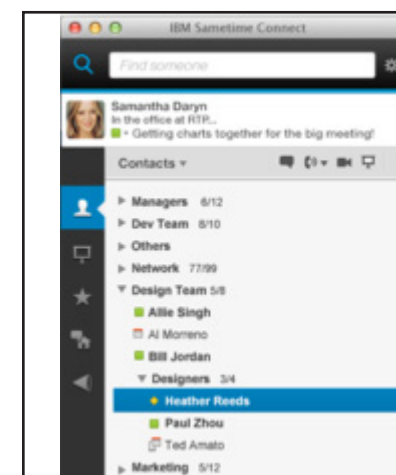 IBM Sametime Connect
Find someone
Samantha Daryn
In the office at RTP...
- Getting charts together for the big meeting!
Contacts
Managers 6/12
Dev Team 8/10
Others
Network 77/99
Design Team 5/8
Allie Singh
Al Morreno
Bill Jordan
Designers 3/4
Heather Reeds
Paul Zhou
Ted Amato
Marketing 5/12